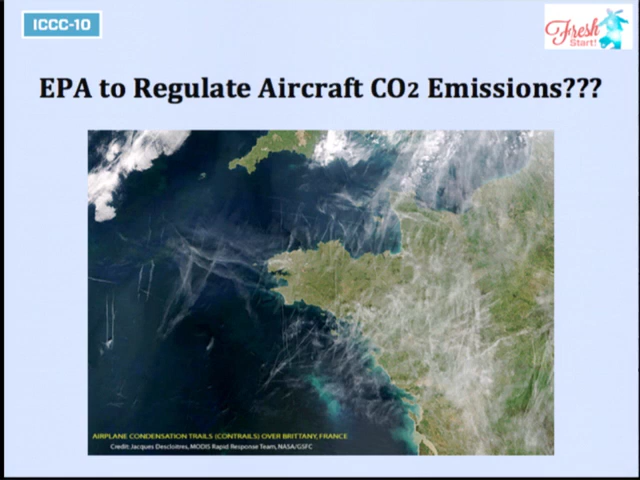 ICCC-10
Fresh
Start!
EPA to Regulate Aircraft CO2 Emissions???
AIRPLANE CONDENSATION TRAILS (CONTRAILS) OVER BRITTANY, FRANCE
Credit: Jacques Descloitres, MODIS Rapid Response Team, NASA/GSFC